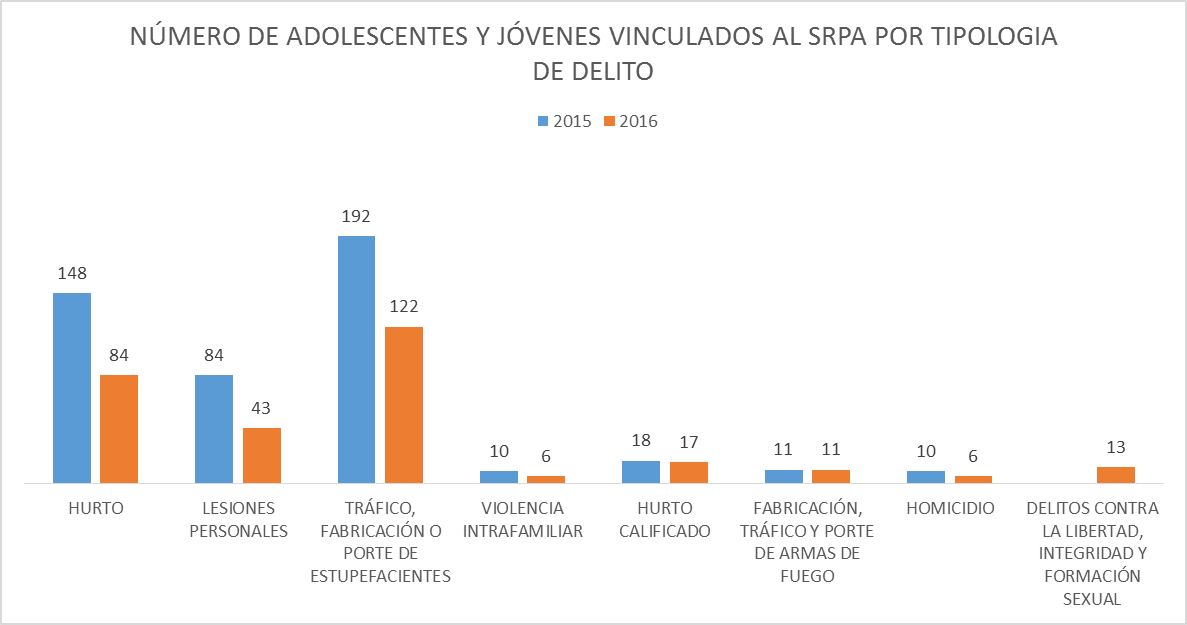 NÚMERO DE ADOLESCENTES Y JÓVENES VINCULADOS AL SRPA POR TIPOLOGIA
DE DELITO
2015 2016
148
84
84
43
192
122
10
6
18
17
11
11
10
6
13
HURTO
LESIONES
PERSONALES
TRÁFICO,
FABRICACIÓN O
PORTE DE
ESTUPEFACIENTES
VIOLENCIA
INTRAFAMILIAR
HURTO
CALIFICADO
FABRICACIÓN,
TRÁFICO Y PORTE
DE ARMAS DE
FUEGO
HOMICIDIO
DELITOS CONTRA
LA LIBERTAD,
INTEGRIDAD Y
FORMACIÓN
SEXUAL